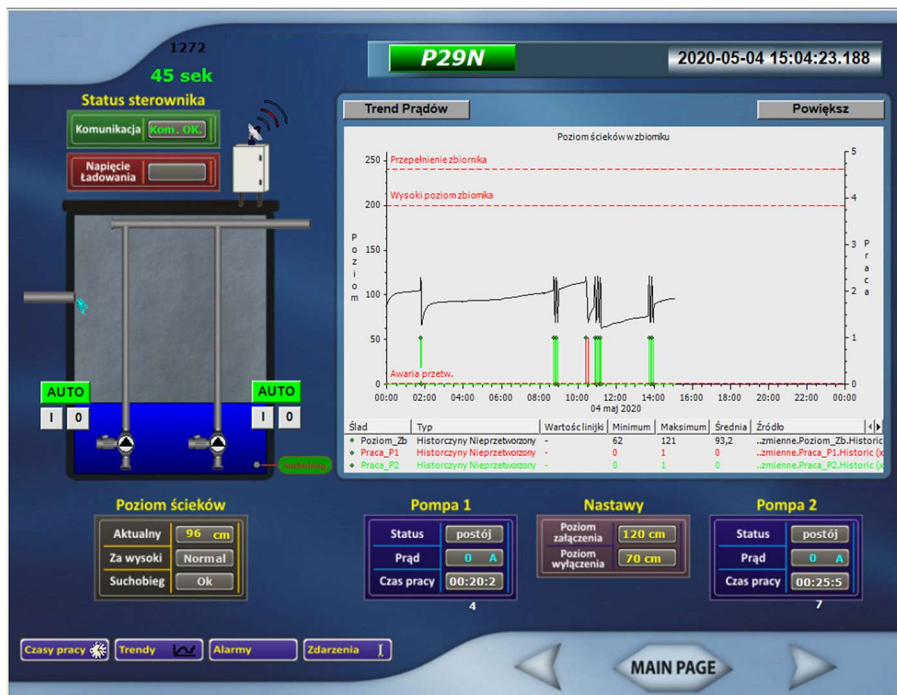 1272
45 sek
P29N
2020-05-04 15:04:23.188
Status sterownika
Komunikacja Kom. OK.
Napięcie
Ładowania
Trend Prądów
Powiększ
Poziom ścieków w zbiorniku
250
200
150
100
50
0
Poziom
Przepełnienie zbiornika
Wysoki poziom zbiornika
Awaria przetw.
5
4
3
2
1
0
Praca
00:00 02:00 04:00 06:00 08:00 10:00 12:00 14:00 16:00 18:00 20:00 22:00 00:00
04 maj 2020
Ślad Typ Wartość linijki Minimum Maksimum Średnia Źródło
Poziom_Zb Historczyny Nieprzetworzony - 62 121 93,2 ..zmienne.Poziom_Zb.Historic
Praca_P1 Historczyny Nieprzetworzony - 0 1 0 ..zmienne.Praca_P1.Historic (x
Praca_P2 Historczyny Nieprzetworzony - 0 1 0 ..zmienne.Praca_P2.Historic (x
AUTO
I 0
AUTO
I 0
Suchobieg
Poziom ścieków
Aktualny 96 cm
Za wysoki Normal
Suchobieg Ok
Pompa 1
Status postój
Prąd 0 A
Czas pracy 00:20:2
4
Nastawy
Poziom
załączenia 120 cm
Poziom
wyłączenia 70 cm
Pompa 2
Status postój
Prąd 0 A
Czas pracy 00:25:5
7
Czasy pracy
Trendy
Alarmy
Zdarzenia
MAIN PAGE